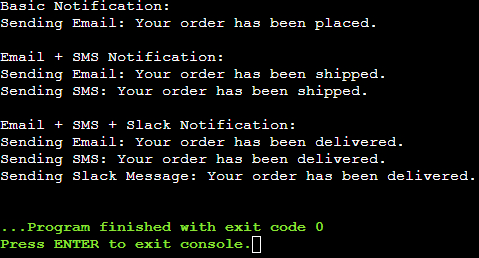 Basic Notification:
Sending Email: Your order has been placed.
Email + SMS Notification:
Sending Email: Your order has been shipped.
Sending SMS: Your order has been shipped.
Email + SMS + Slack Notification:
Sending Email: Your order has been delivered.
Sending SMS: Your order has been delivered.
Sending Slack Message: Your order has been delivered.
...Program finished with exit code 0
Press ENTER to exit console.